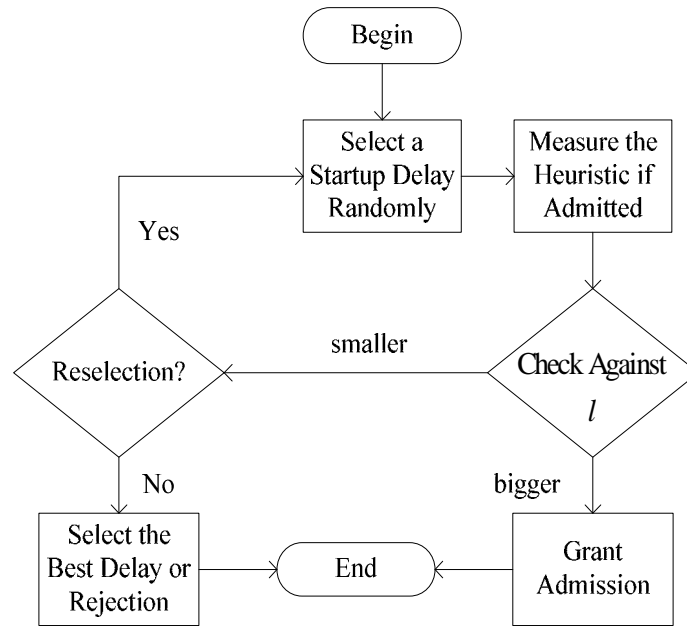 Begin
Select a
Startup Delay
Randomly
Measure the
Heuristic if
Admitted
Yes
Reselection?
smaller
Check Against
l
No
bigger
Select the
Best Delay or
Rejection
End
Grant
Admission